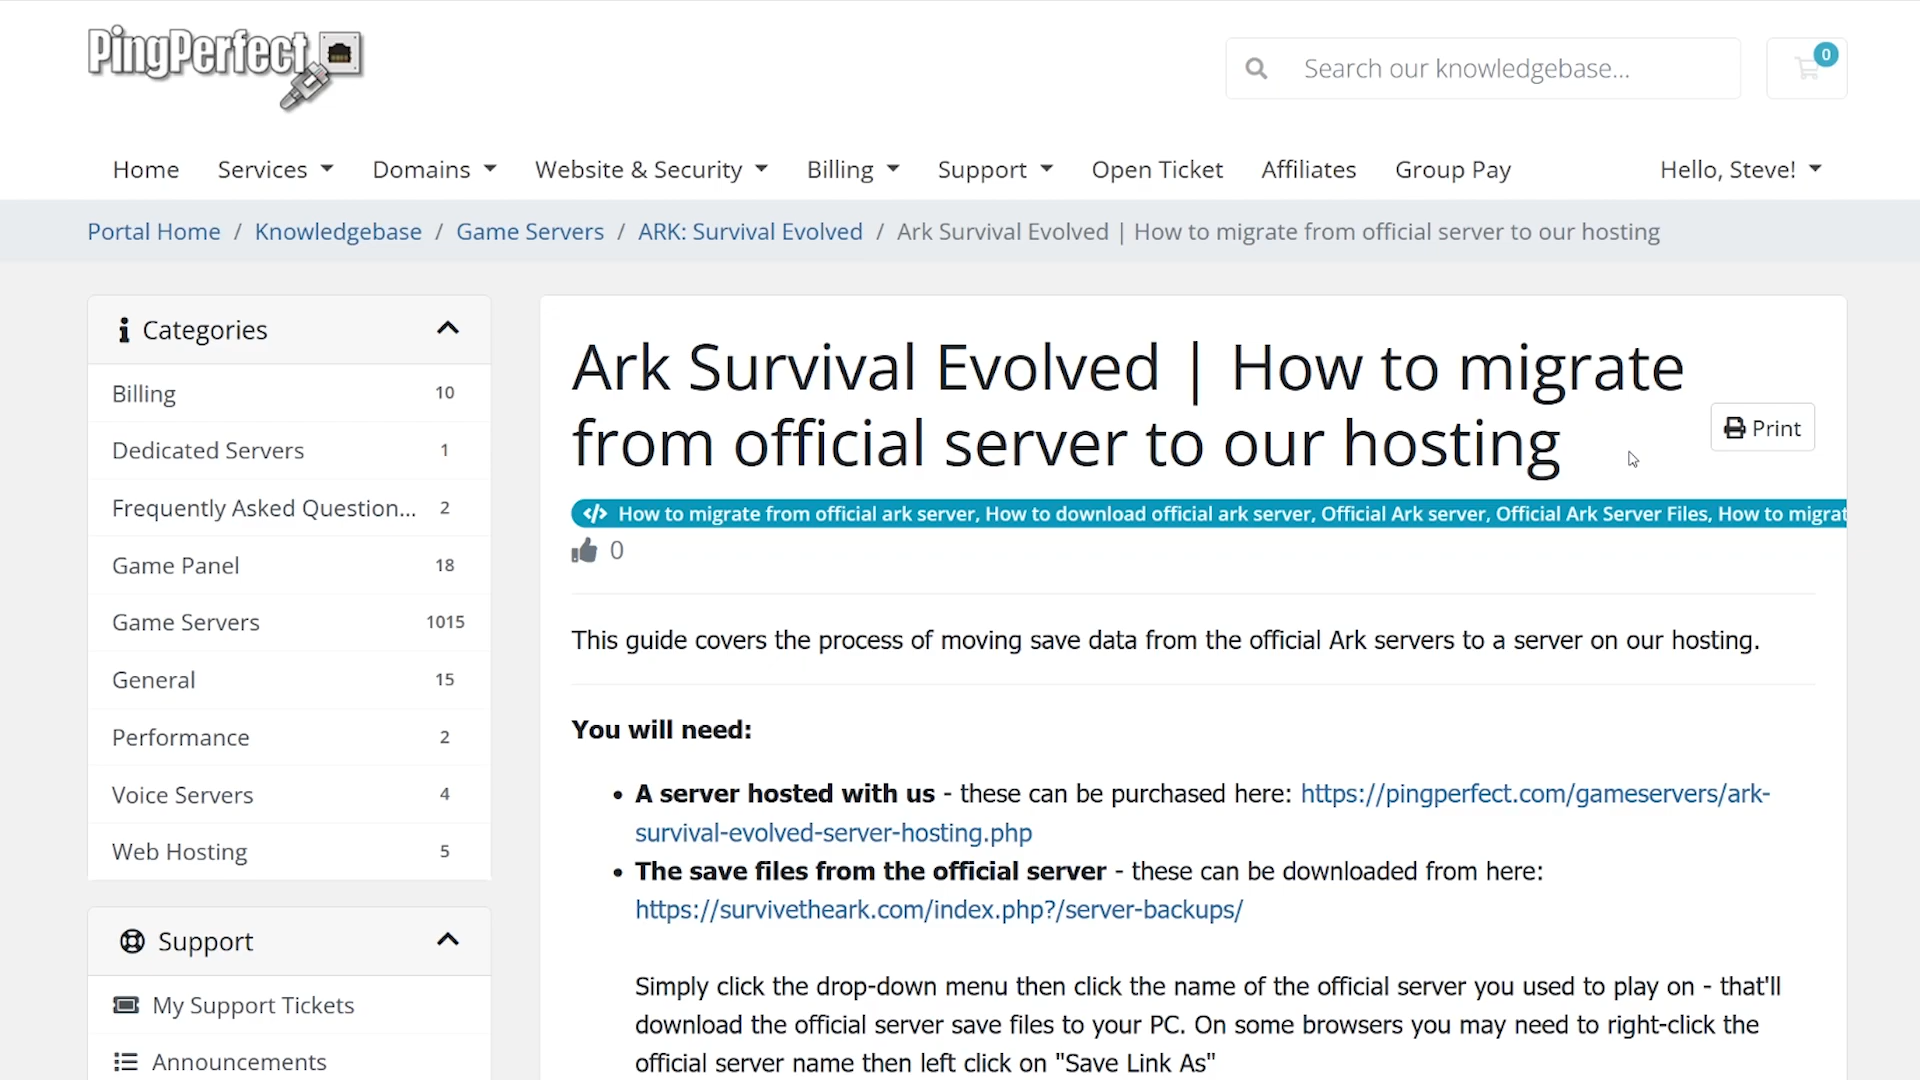 PingPerfect
Search our knowledgebase...
0
Home
Services
Domains
Website & Security
Billing
Support
Open Ticket
Affiliates
Group Pay
Hello, Steve!
Portal Home / Knowledgebase / Game Servers / ARK: Survival Evolved / Ark Survival Evolved | How to migrate from official server to our hosting
Categories
Billing 10
Dedicated Servers 1
Frequently Asked Question... 2
Game Panel 18
Game Servers 1015
General 15
Performance 2
Voice Servers 4
Web Hosting 5
Support
My Support Tickets
Announcements
Ark Survival Evolved | How to migrate
from official server to our hosting
Print
How to migrate from official ark server, How to download official ark server, Official Ark server, Official Ark Server Files, How to migrat
0
This guide covers the process of moving save data from the official Ark servers to a server on our hosting.
You will need:
• A server hosted with us - these can be purchased here: https://pingperfect.com/gameservers/ark-
survival-evolved-server-hosting.php
• The save files from the official server - these can be downloaded from here:
https://survivetheark.com/index.php?/server-backups/
Simply click the drop-down menu then click the name of the official server you used to play on - that'll
download the official server save files to your PC. On some browsers you may need to right-click the
official server name then left click on "Save Link As"